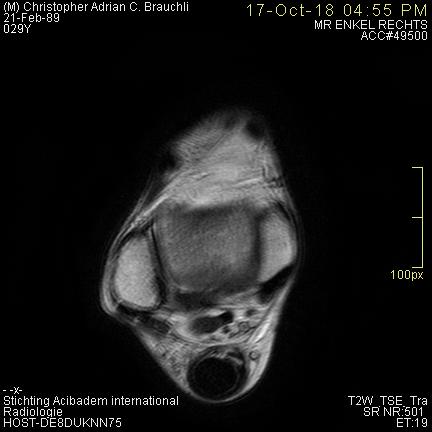 (M) Christopher Adrian C. Brauchli
21-Feb-89
029Y
17-Oct-18 04:55 PM
MR ENKEL RECHTS
ACC#49500
100px
--x-
Stichting Acibadem international
Radiologie
HOST-DE8DUKNN75
T2W_TSE_Tra
SR NR:501
ET:19